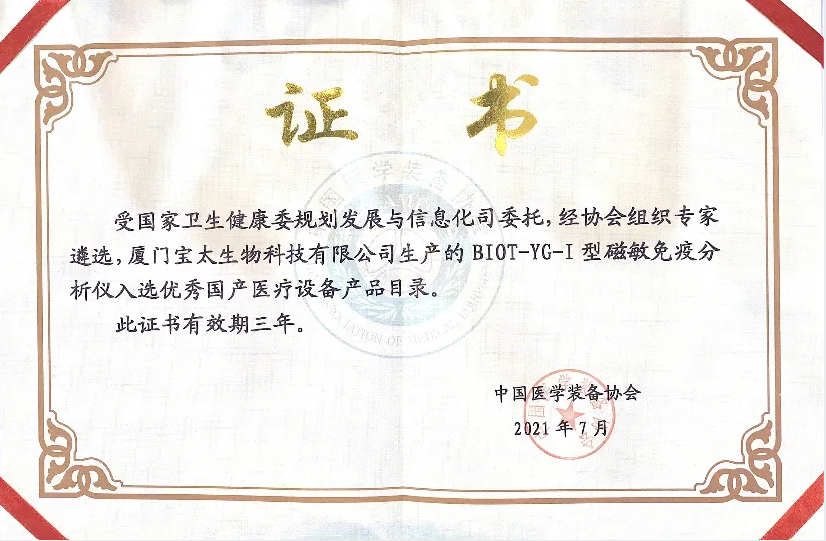 证 书
受国家卫生健康委规划发展与信息化司委托，经协会组织专家
遴选，厦门宝太生物科技有限公司生产的 BIOT-YG-I 型磁敏免疫分
析仪入选优秀国产医疗设备产品目录。
此证书有效期三年。
中国医学装备协会
2021 年 7 月